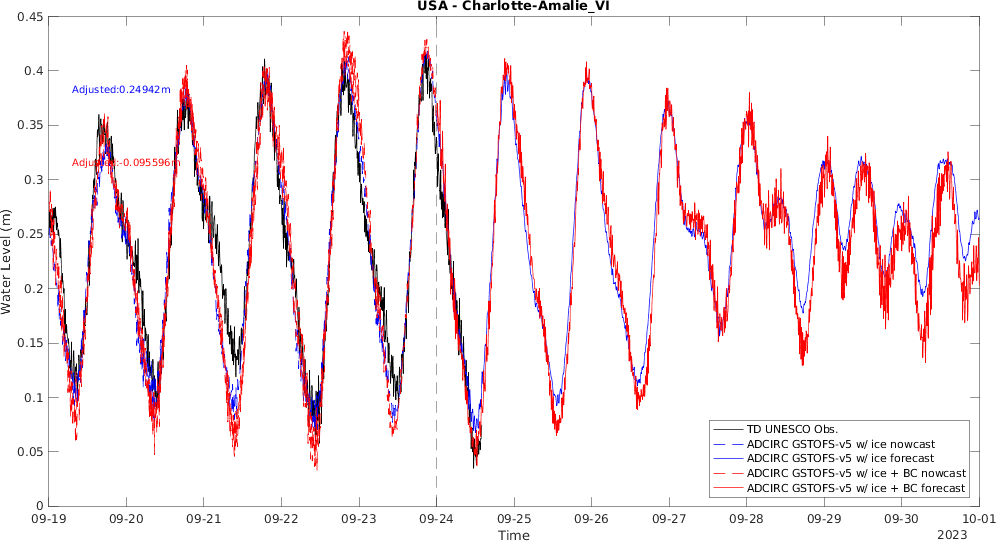 USA - Charlotte-Amalie_VI
0.45
0.4
0.35
0.3
0.25
0.2
0.15
0.1
0.05
0
Water Level (m)
Adjusted:0.24942m
Adjusted:-0.095596m
TD UNESCO Obs.
ADCIRC GSTOFS-v5 w/ ice nowcast
ADCIRC GSTOFS-v5 w/ ice forecast
ADCIRC GSTOFS-v5 w/ ice + BC nowcast
ADCIRC GSTOFS-v5 w/ ice + BC forecast
09-19 09-20 09-21 09-22 09-23 09-24 09-25 09-26 09-27 09-28 09-29 09-30 10-01
Time
2023